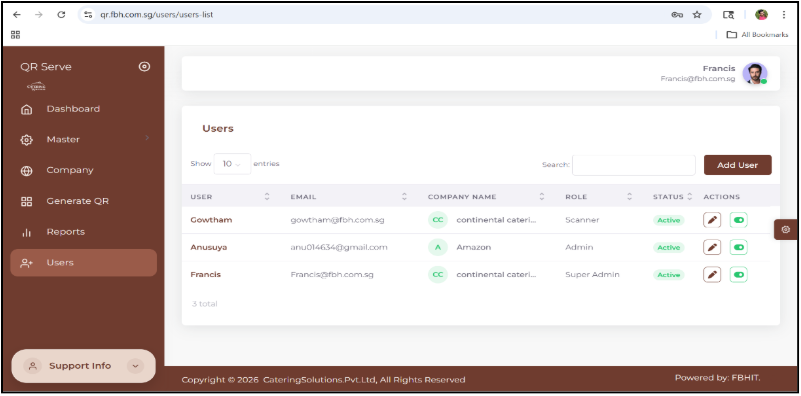 qr.fbh.com.sg/users/users-list
All Bookmarks
QR Serve
Dashboard
Master
Company
Generate QR
Reports
Users
Support Info
Francis
Francis@fbh.com.sg
Users
Show 10 entries
Search:
Add User
USER EMAIL COMPANY NAME ROLE STATUS ACTIONS
Gowtham gowtham@fbh.com.sg CC continental cateri... Scanner Active
Anusuya anu014634@gmail.com A Amazon Admin Active
Francis Francis@fbh.com.sg CC continental cateri... Super Admin Active
3 total
Copyright © 2026 CateringSolutions.Pvt.Ltd, All Rights Reserved
Powered by: FBHIT.